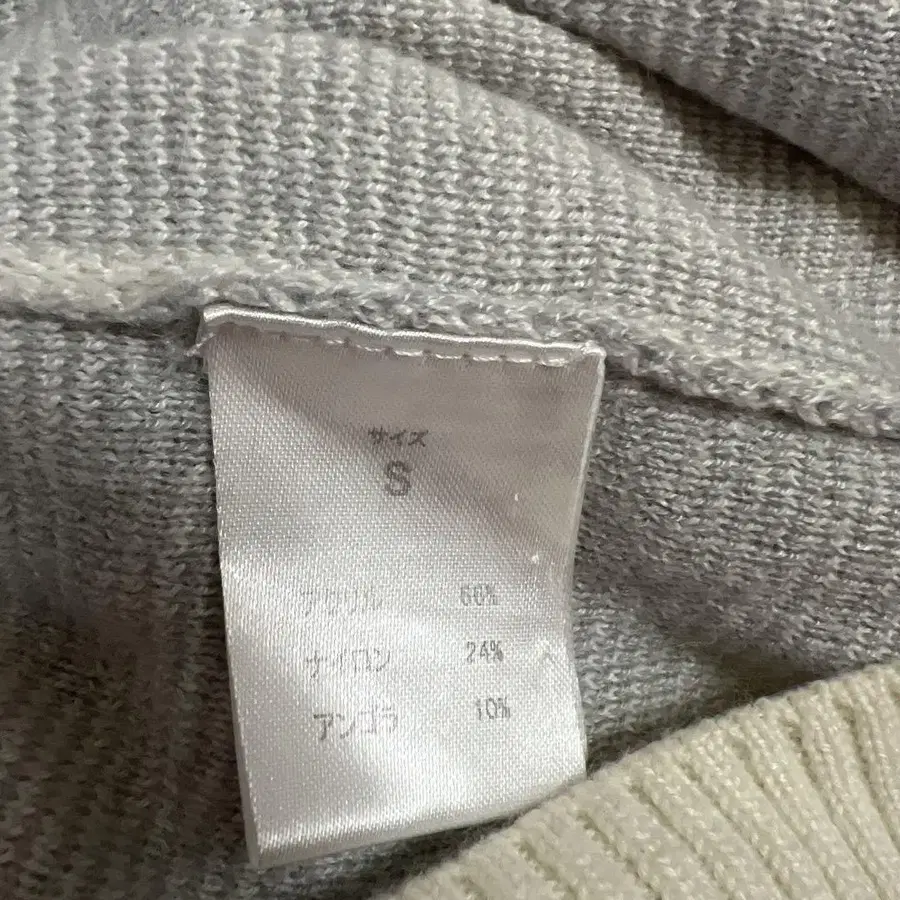 サイズ
S
アクリル 66%
ナイロン 24%
アンゴラ 10%